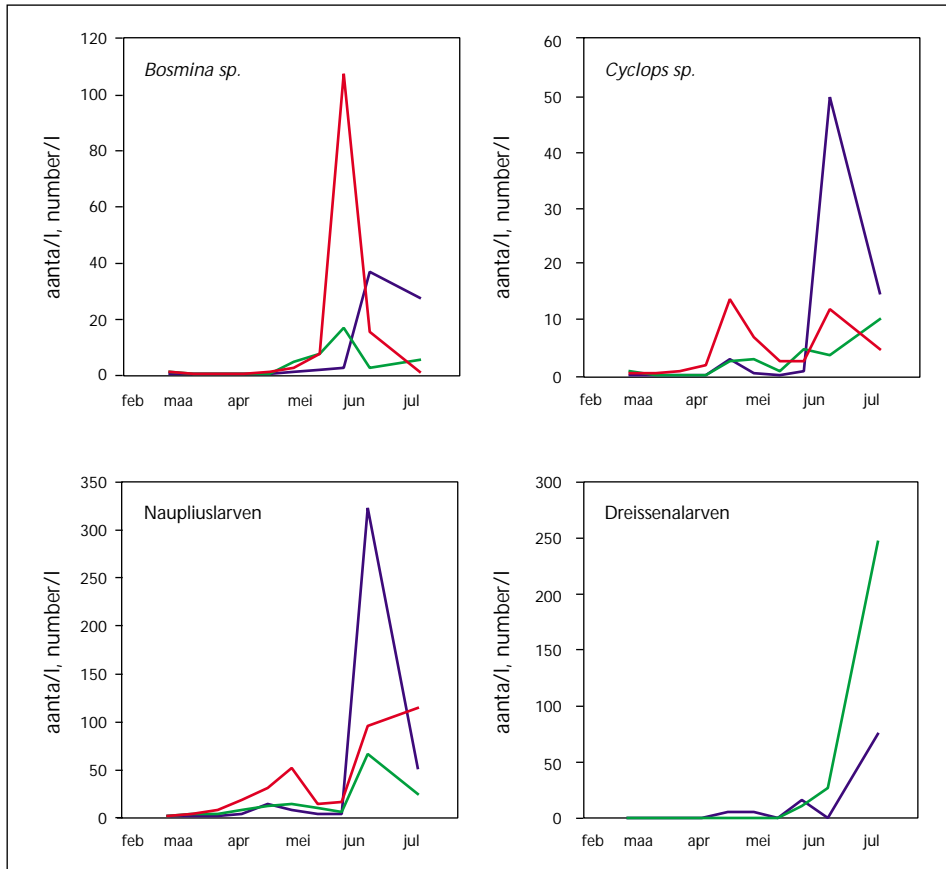 Bosmina sp.
aanta/l, number/l
120
100
80
60
40
20
0
feb maa apr mei jun jul
Cyclops sp.
aanta/l, number/l
60
50
40
30
20
10
0
feb maa apr mei jun jul
Naupliuslarven
aanta/l, number/l
350
300
250
200
150
100
50
0
feb maa apr mei jun jul
Dreissenalarven
aanta/l, number/l
300
250
200
150
100
50
0
feb maa apr mei jun jul